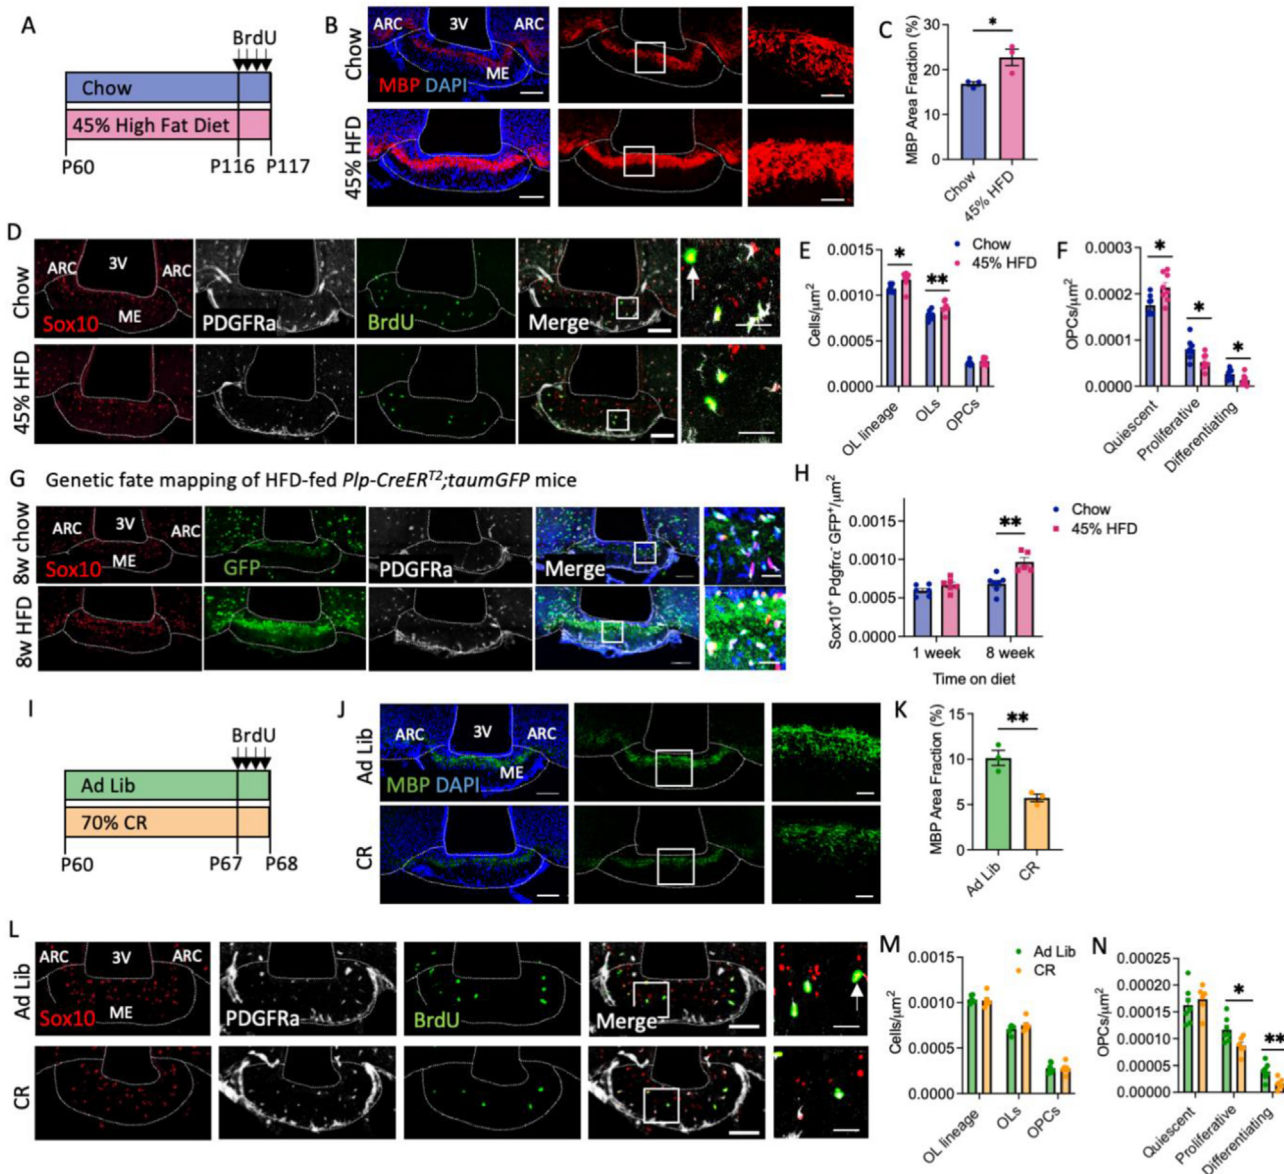 A
BrdU
Chow
45% High Fat Diet
P60
P116
P117
B
Chow
45% HFD
ARC
3V
ARC
ME
MBP DAPI
C
MBP Area Fraction (%)
30
20
10
0
*
Chow
45% HFD
D
Chow
45% HFD
ARC
3V
ARC
Sox10
ME
PDGFRa
BrdU
Merge
E
Cells/μm²
0.0015
0.0010
0.0005
0.0000
*
**
Chow
45% HFD
OL lineage
OLs
OPCs
F
OPCs/μm²
0.0003
0.0002
0.0001
0.0000
*
*
*
Quiescent
Proliferative
Differentiating
G Genetic fate mapping of HFD-fed Plp-CreERT2;taumGFP mice
8w chow
8w HFD
ARC
3V
ARC
ME
Sox10
GFP
PDGFRa
Merge
H
Sox10⁺ Pdgfrα⁻ GFP⁺/μm²
0.0015
0.0010
0.0005
0.0000
**
Chow
45% HFD
1 week
8 week
Time on diet
I
BrdU
Ad Lib
70% CR
P60
P67
P68
J
Ad Lib
CR
ARC
3V
ARC
ME
MBP DAPI
K
MBP Area Fraction (%)
15
10
5
0
**
Ad Lib
CR
L
Ad Lib
CR
ARC
3V
ARC
Sox10
ME
PDGFRa
BrdU
Merge
M
Cells/μm²
0.0015
0.0010
0.0005
0.0000
Ad Lib
CR
OL lineage
OLs
OPCs
N
OPCs/μm²
0.00025
0.00020
0.00015
0.00010
0.00005
0.00000
*
**
Quiescent
Proliferative
Differentiating